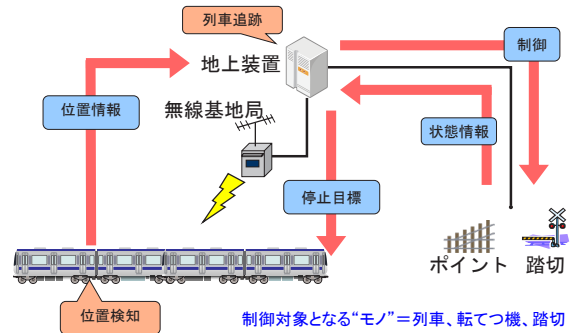 列車追跡
地上装置
制御
位置情報
無線基地局
状態情報
停止目標
ポイント
踏切
位置検知
制御対象となる“モノ”＝列車、転てつ機、踏切